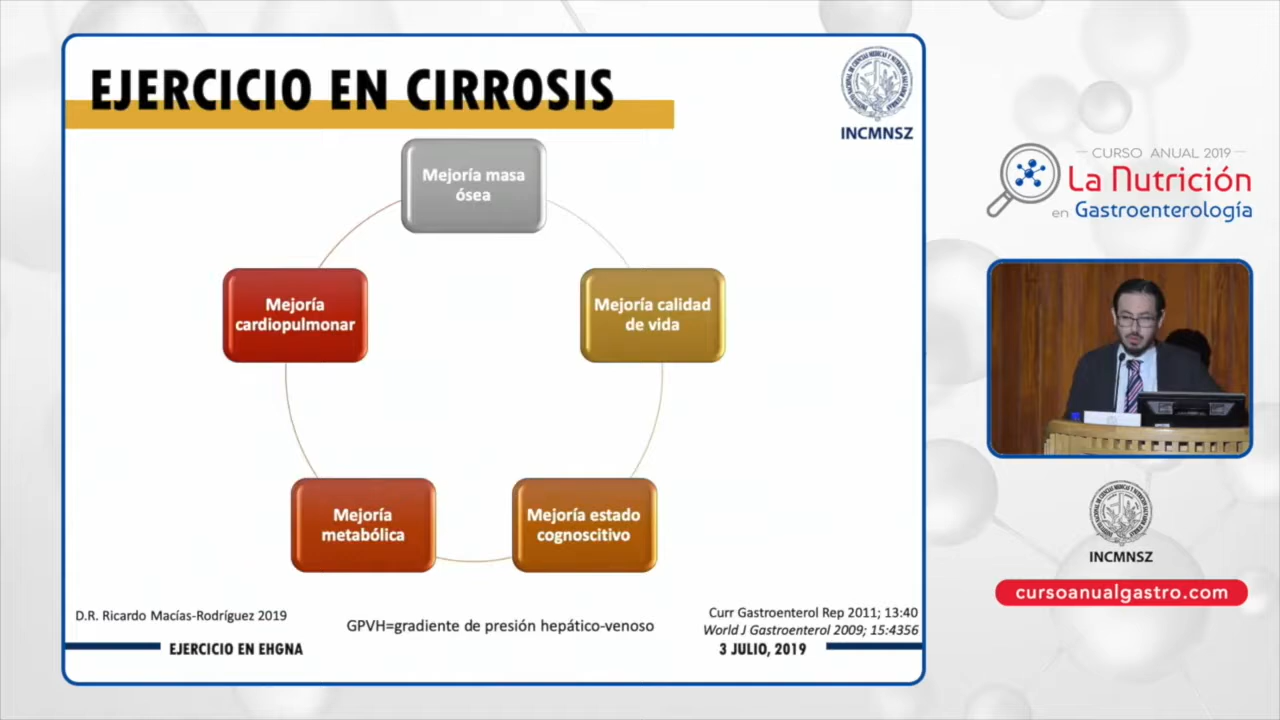 EJERCICIO EN CIRROSIS
INCMNSZ
Mejoría masa
ósea
Mejoría
cardiopulmonar
Mejoría calidad
de vida
Mejoría
metabólica
Mejoría estado
cognoscitivo
D.R. Ricardo Macías-Rodríguez 2019
GPVH=gradiente de presión hepático-venoso
Curr Gastroenterol Rep 2011; 13:40
World J Gastroenterol 2009; 15:4356
EJERCICIO EN EHGNA
3 JULIO, 2019
CURSO ANUAL 2019
La Nutrición
en Gastroenterología
INCMNSZ
cursoanualgastro.com